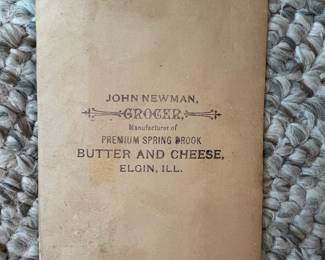 JOHN NEWMAN,
GROCER,
Manufacturer of
PREMIUM SPRING BROOK
BUTTER AND CHEESE,
ELGIN, ILL.